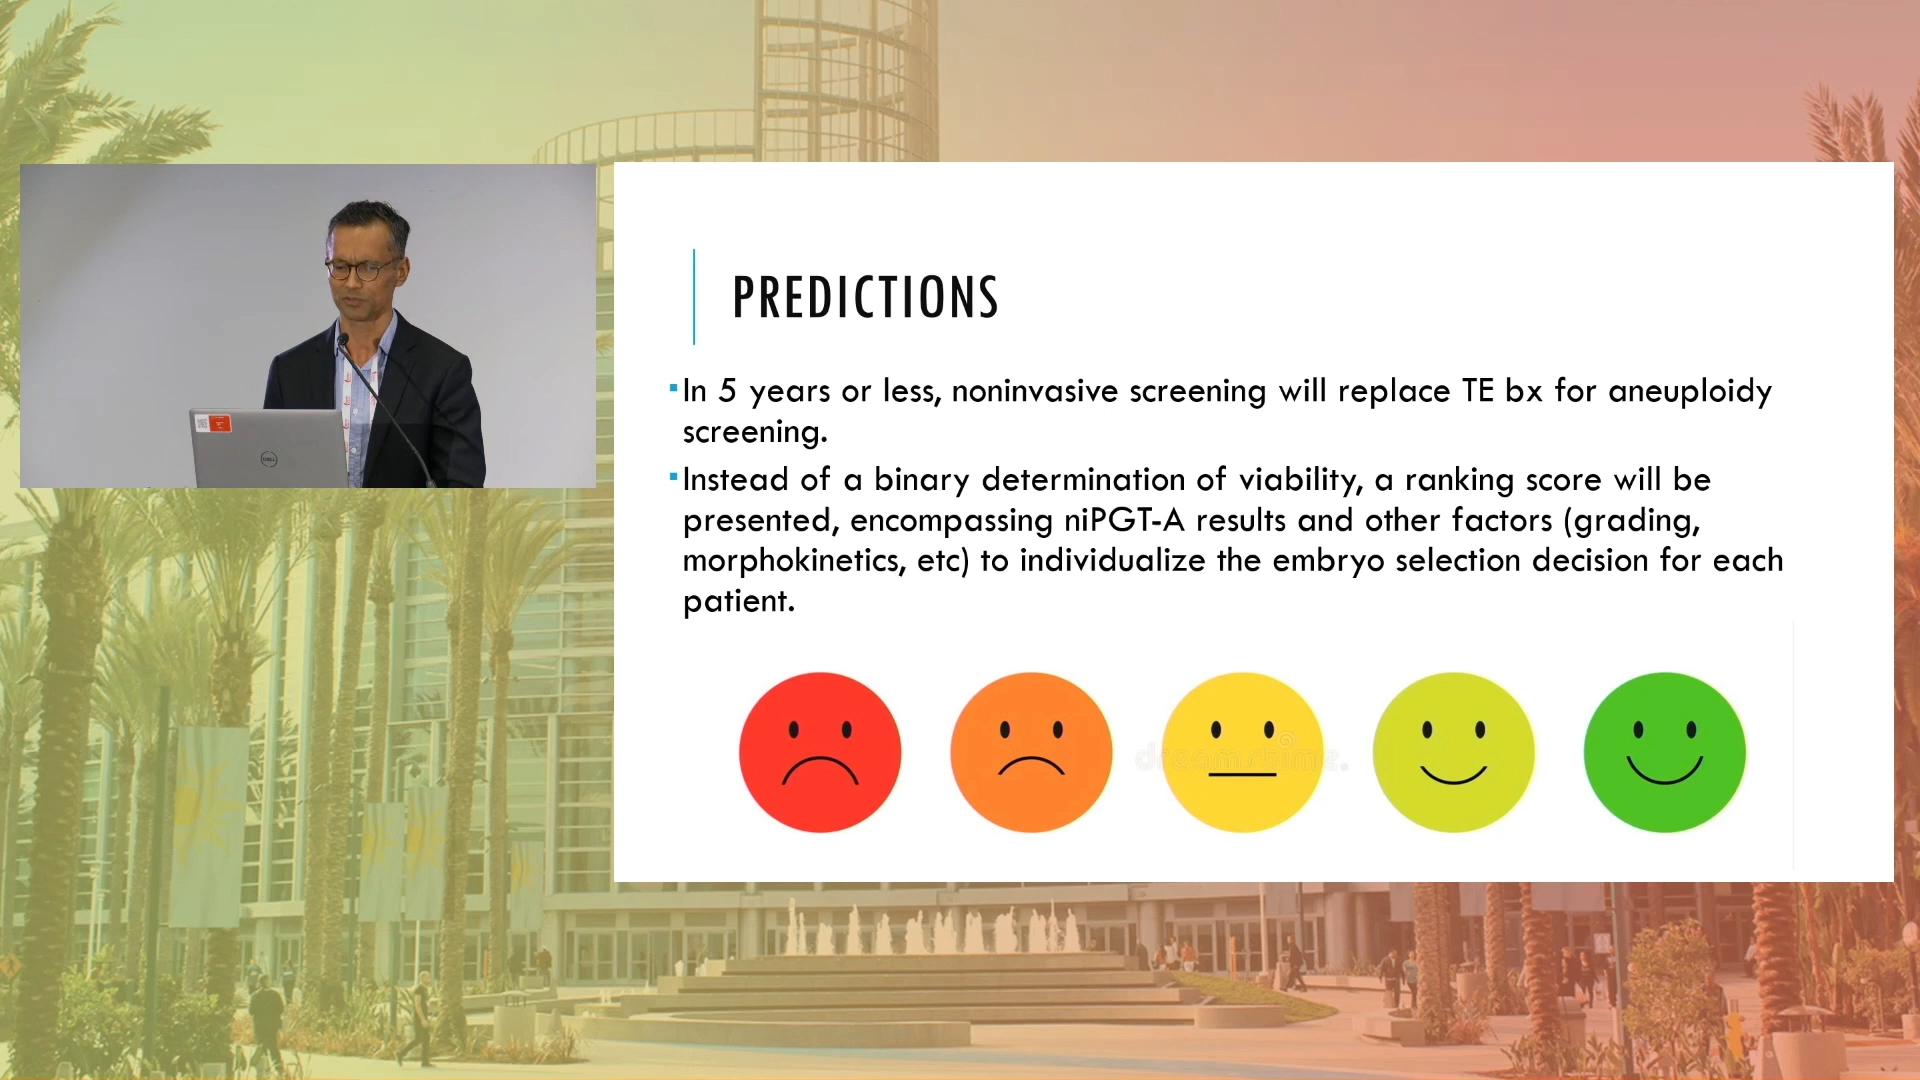 PREDICTIONS
In 5 years or less, noninvasive screening will replace TE bx for aneuploidy
screening.
Instead of a binary determination of viability, a ranking score will be
presented, encompassing niPGT-A results and other factors (grading,
morphokinetics, etc) to individualize the embryo selection decision for each
patient.
dreamstime.
DELL